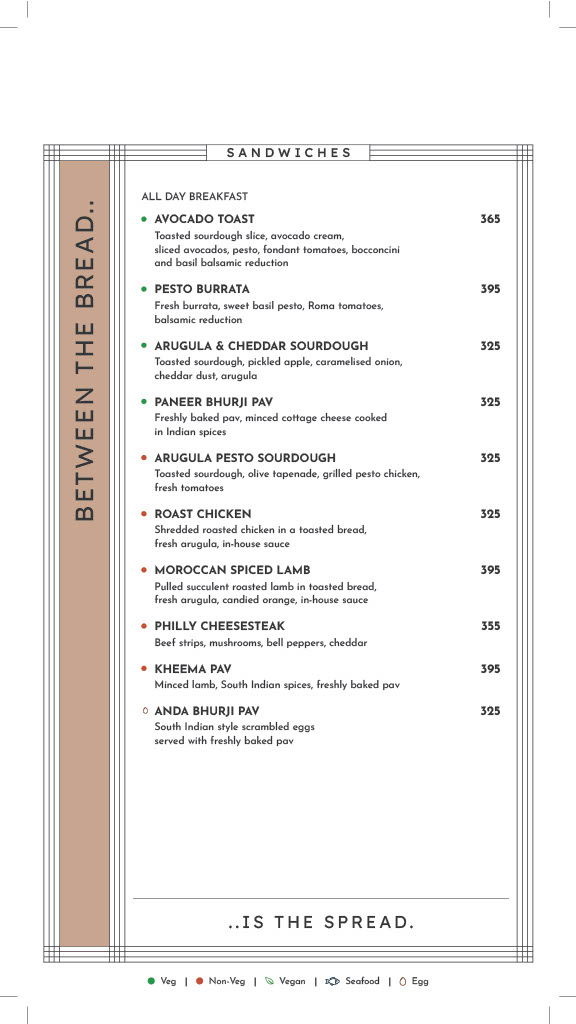 SANDWICHES
BETWEEN THE BREAD..
ALL DAY BREAKFAST
AVOCADO TOAST 365
Toasted sourdough slice, avocado cream,
sliced avocados, pesto, fondant tomatoes, bocconcini
and basil balsamic reduction
PESTO BURRATA 395
Fresh burrata, sweet basil pesto, Roma tomatoes,
balsamic reduction
ARUGULA & CHEDDAR SOURDOUGH 325
Toasted sourdough, pickled apple, caramelised onion,
cheddar dust, arugula
PANEER BHURJI PAV 325
Freshly baked pav, minced cottage cheese cooked
in Indian spices
ARUGULA PESTO SOURDOUGH 325
Toasted sourdough, olive tapenade, grilled pesto chicken,
fresh tomatoes
ROAST CHICKEN 325
Shredded roasted chicken in a toasted bread,
fresh arugula, in-house sauce
MOROCCAN SPICED LAMB 395
Pulled succulent roasted lamb in toasted bread,
fresh arugula, candied orange, in-house sauce
PHILLY CHEESESTEAK 355
Beef strips, mushrooms, bell peppers, cheddar
KHEEMA PAV 395
Minced lamb, South Indian spices, freshly baked pav
ANDA BHURJI PAV 325
South Indian style scrambled eggs
served with freshly baked pav
..IS THE SPREAD.
Veg | Non-Veg | Vegan | Seafood | Egg